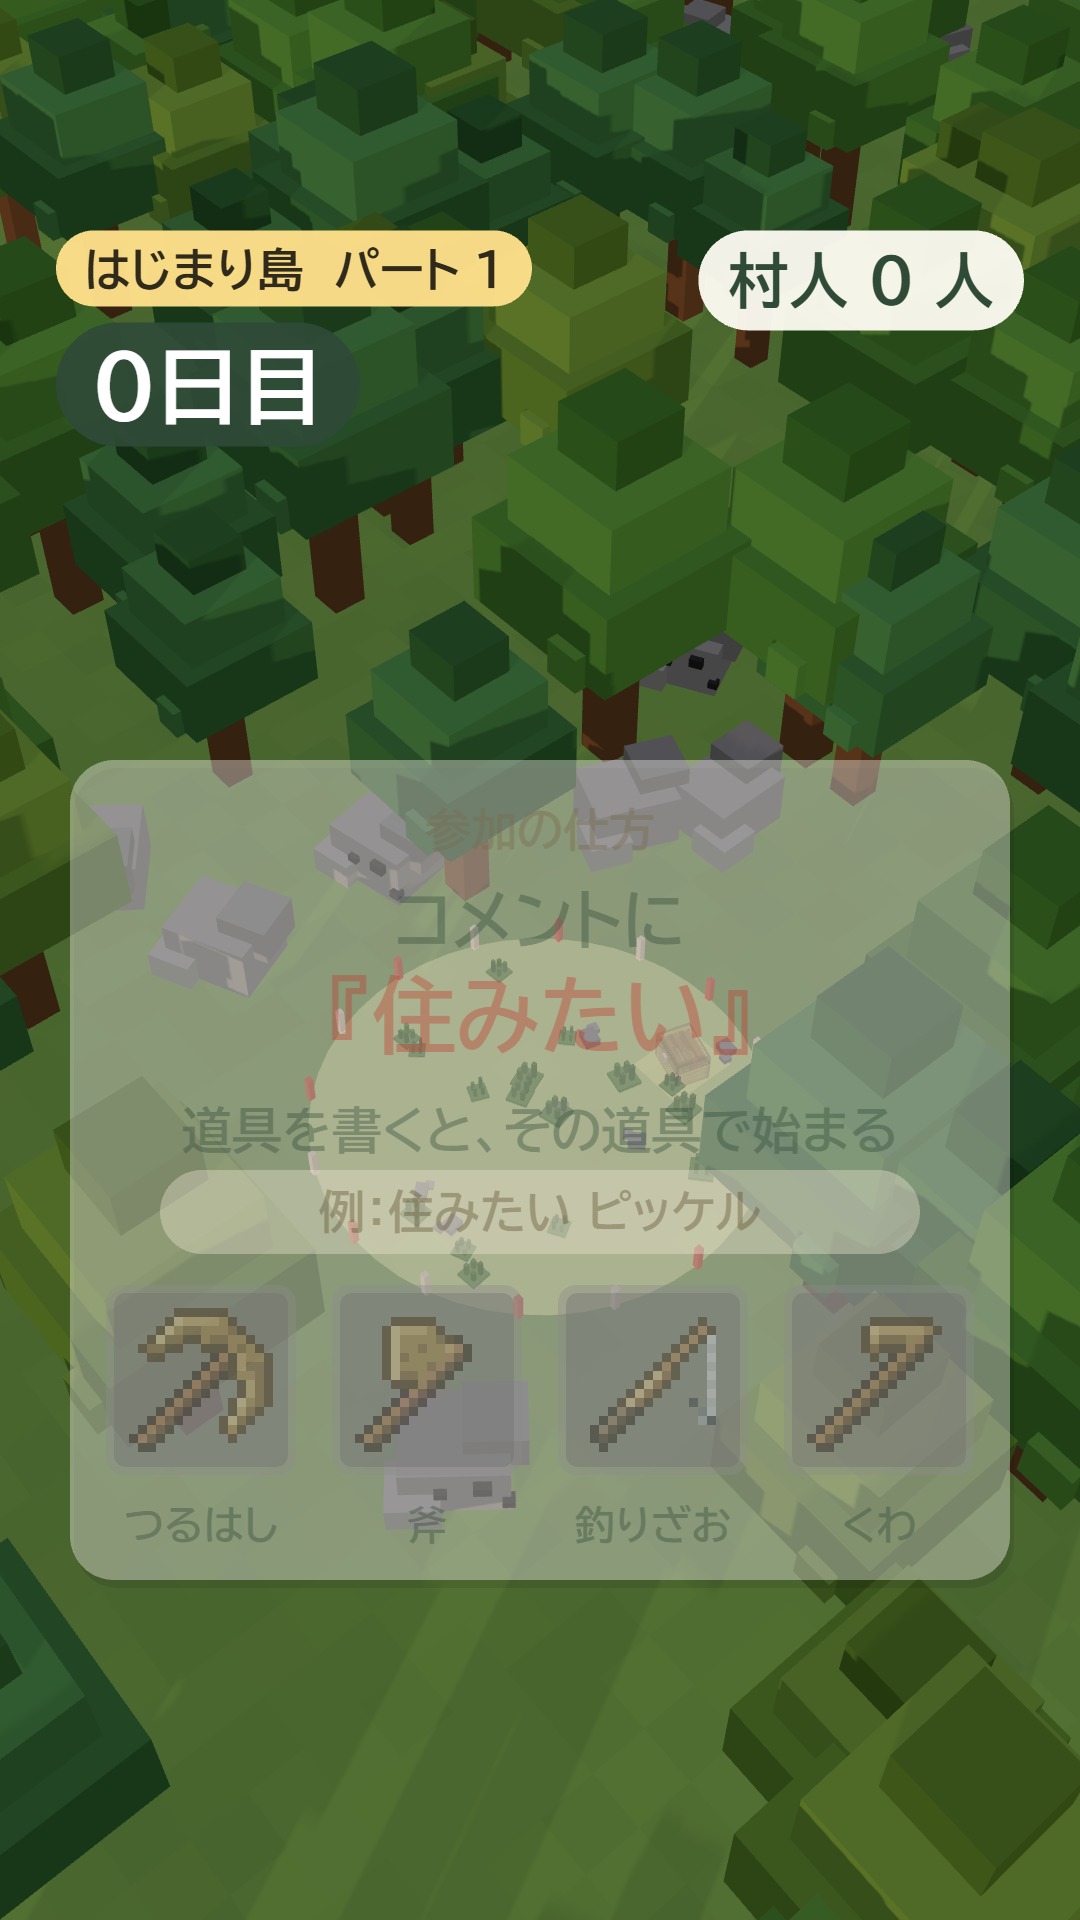 はじまり島 パート 1
村人 0 人
0日目
参加の仕方
コメントに
『住みたい』
道具を書くと、その道具で始まる
例：住みたい ピッケル
つるはし
斧
釣りざお
くわ